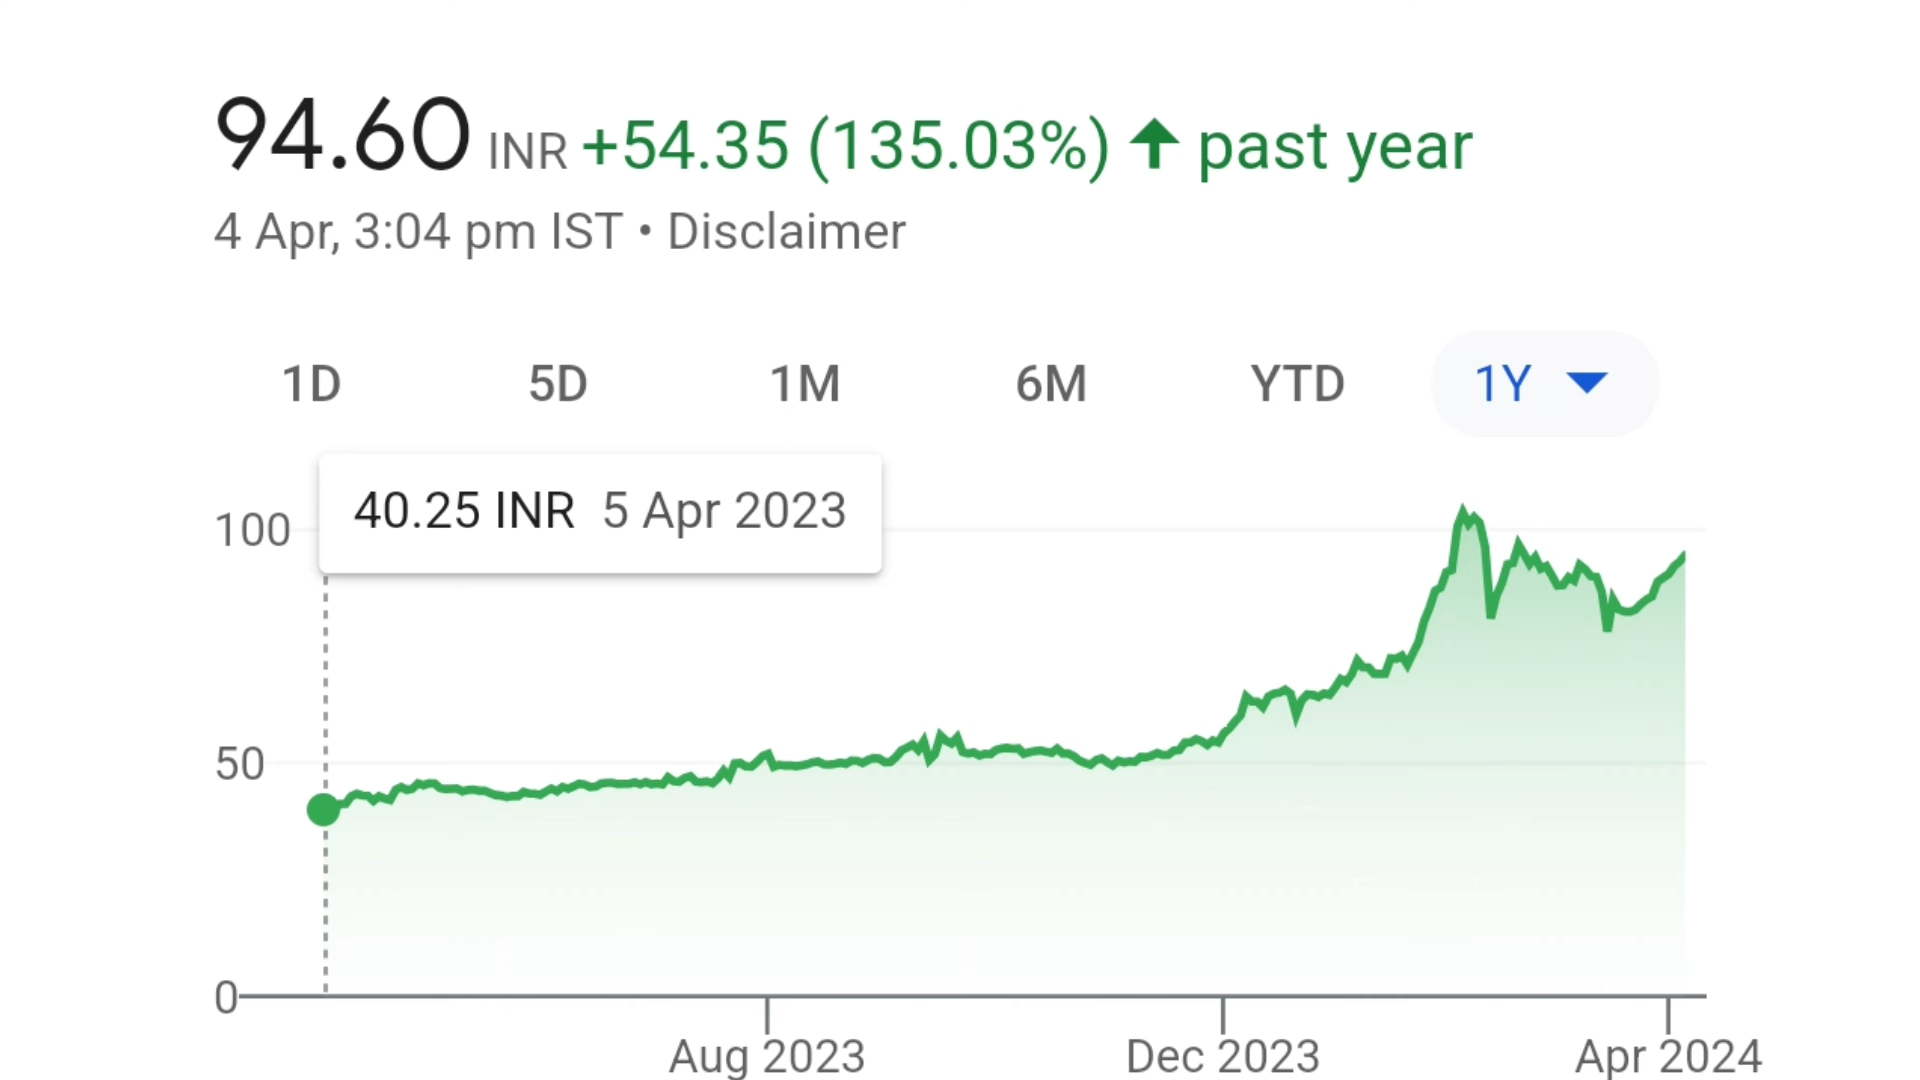 94.60 INR +54.35 (135.03%) ↑ past year
4 Apr, 3:04 pm IST • Disclaimer
1D 5D 1M 6M YTD 1Y
40.25 INR 5 Apr 2023
100
50
0
Aug 2023 Dec 2023 Apr 2024